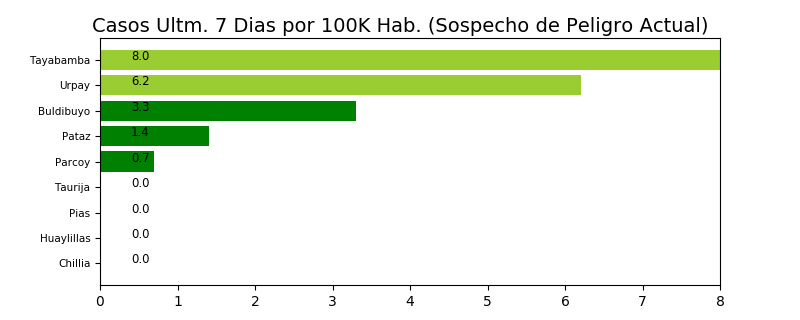 Casos Ultm. 7 Dias por 100K Hab. (Sospecho de Peligro Actual)
Tayabamba 8.0
Urpay 6.2
Buldibuyo 3.3
Pataz 1.4
Parcoy 0.7
Taurija 0.0
Pias 0.0
Huaylillas 0.0
Chillia 0.0
0 1 2 3 4 5 6 7 8